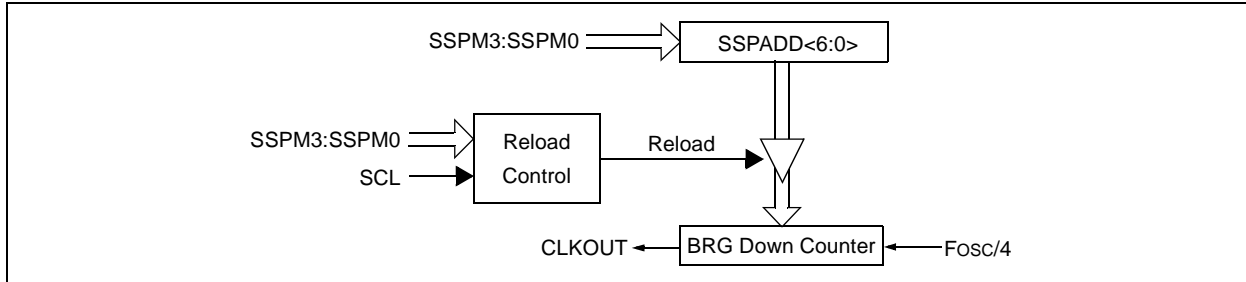 SSPM3:SSPM0
SSPADD<6:0>
SSPM3:SSPM0
SCL
Reload
Control
Reload
CLKOUT
BRG Down Counter
FOSC/4